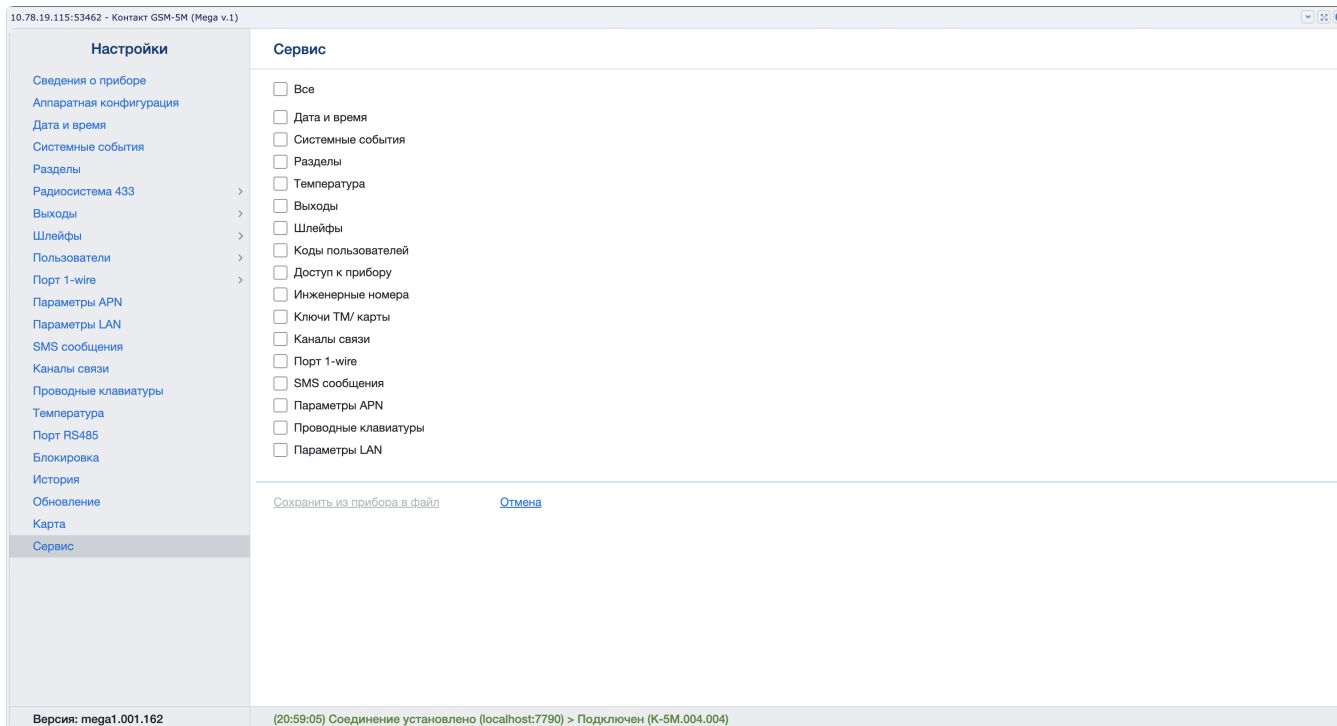 10.78.19.115:53462 - Контакт GSM-5M (Mega v.1)
Настройки
Сведения о приборе
Аппаратная конфигурация
Дата и время
Системные события
Разделы
Радиосистема 433
Выходы
Шлейфы
Пользователи
Порт 1-wire
Параметры APN
Параметры LAN
SMS сообщения
Каналы связи
Проводные клавиатуры
Температура
Порт RS485
Блокировка
История
Обновление
Карта
Сервис
Версия: mega1.001.162
Сервис
Все
Дата и время
Системные события
Разделы
Температура
Выходы
Шлейфы
Коды пользователей
Доступ к прибору
Инженерные номера
Ключи ТМ/ карты
Каналы связи
Порт 1-wire
SMS сообщения
Параметры APN
Проводные клавиатуры
Параметры LAN
Сохранить из прибора в файл Отмена
(20:59:05) Соединение установлено (localhost:7790) > Подключен (K-5M.004.004)